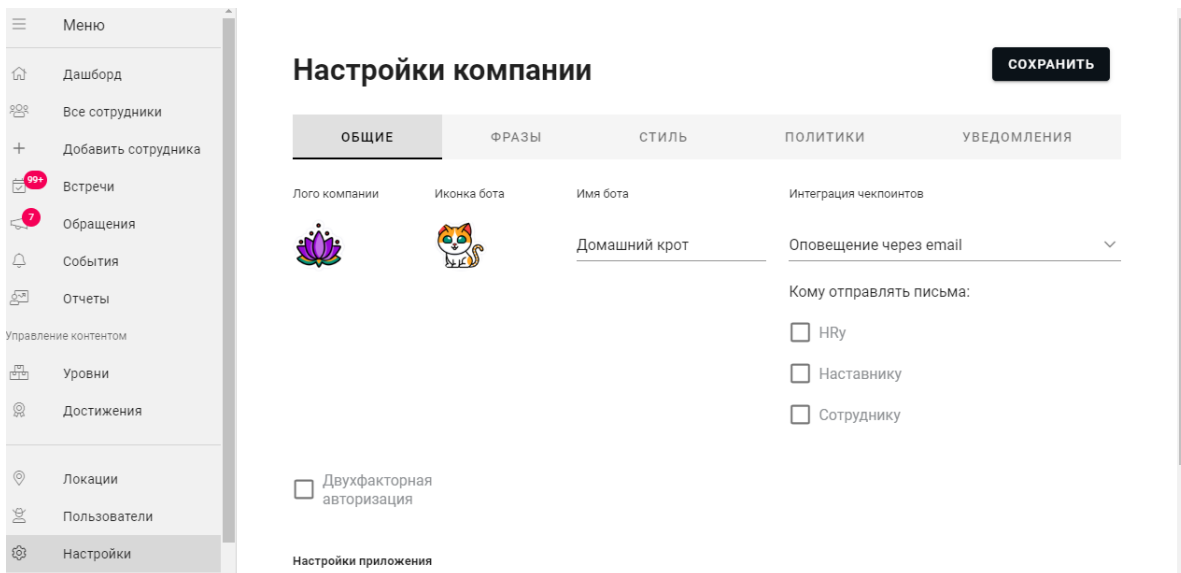 Меню
Дашборд
Все сотрудники
Добавить сотрудника
99+
Встречи
7
Обращения
События
Отчеты
Управление контентом
Уровни
Достижения
Локации
Пользователи
Настройки
Настройки компании
СОХРАНИТЬ
ОБЩИЕ ФРАЗЫ СТИЛЬ ПОЛИТИКИ УВЕДОМЛЕНИЯ
Лого компании Иконка бота Имя бота Интеграция чекпоинтов
Домашний крот Оповещение через email
Кому отправлять письма:
HRу
Наставнику
Сотруднику
Двухфакторная
авторизация
Настройки приложения